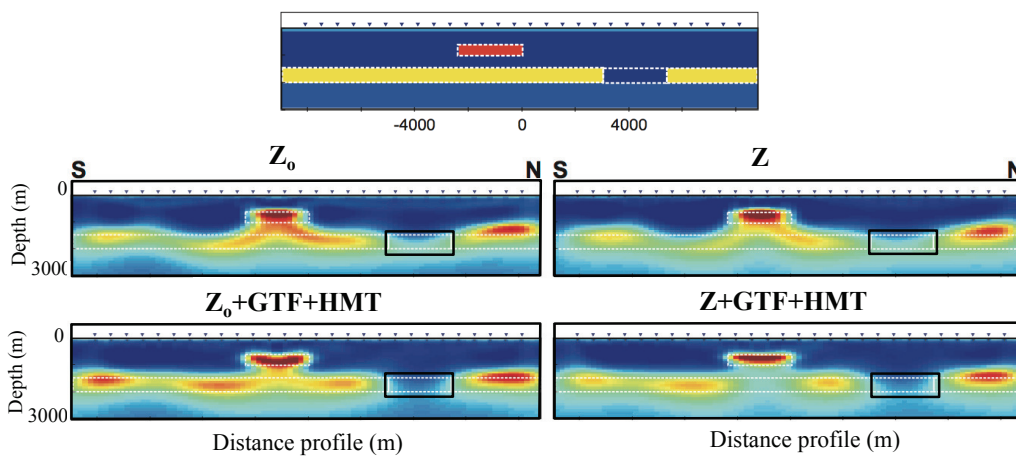 -4000 0 4000
Zo Z
S N S N
0
Depth (m)
3000
Zo+GTF+HMT Z+GTF+HMT
0
Depth (m)
3000
Distance profile (m) Distance profile (m)